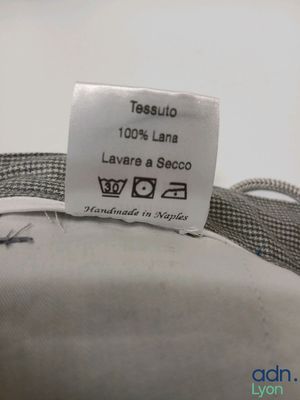 Tessuto
100% Lana
Lavare a Secco
30
Handmade in Naples
adn.
Lyon